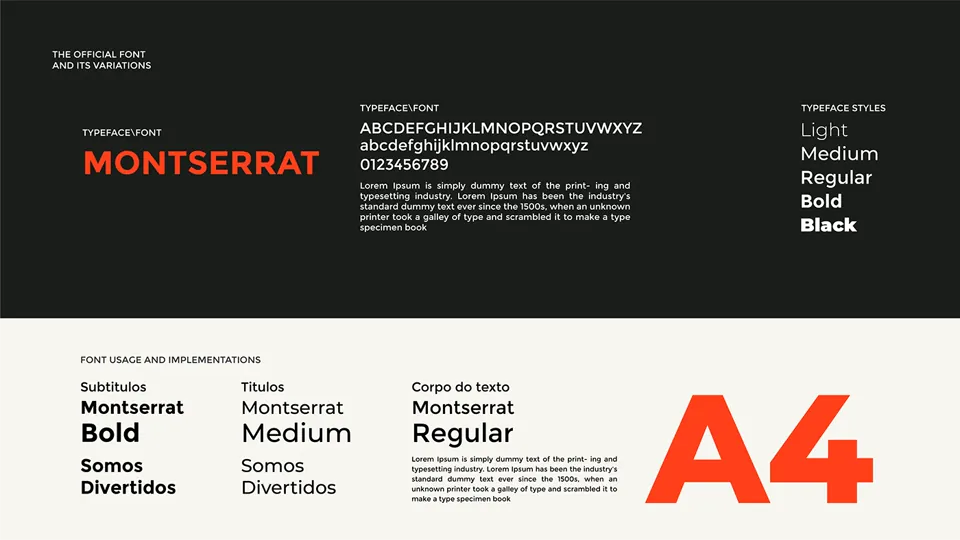 THE OFFICIAL FONT
AND ITS VARIATIONS
TYPEFACE\FONT
MONTSERRAT
TYPEFACE\FONT
ABCDEFGHIJKLMNOPQRSTUVWXYZ
abcdefghijklmnopqrstuvwxyz
0123456789
Lorem Ipsum is simply dummy text of the print- ing and
typesetting industry. Lorem Ipsum has been the industry's
standard dummy text ever since the 1500s, when an unknown
printer took a galley of type and scrambled it to make a type
specimen book
TYPEFACE STYLES
Light
Medium
Regular
Bold
Black
FONT USAGE AND IMPLEMENTATIONS
Subtitulos
Montserrat
Bold
Somos
Divertidos
Titulos
Montserrat
Medium
Somos
Divertidos
Corpo do texto
Montserrat
Regular
Lorem Ipsum is simply dummy text of the print- ing and
typesetting industry. Lorem Ipsum has been the industry's
standard dummy text ever since the 1500s, when an
unknown printer took a galley of type and scrambled it to
make a type specimen book
A4